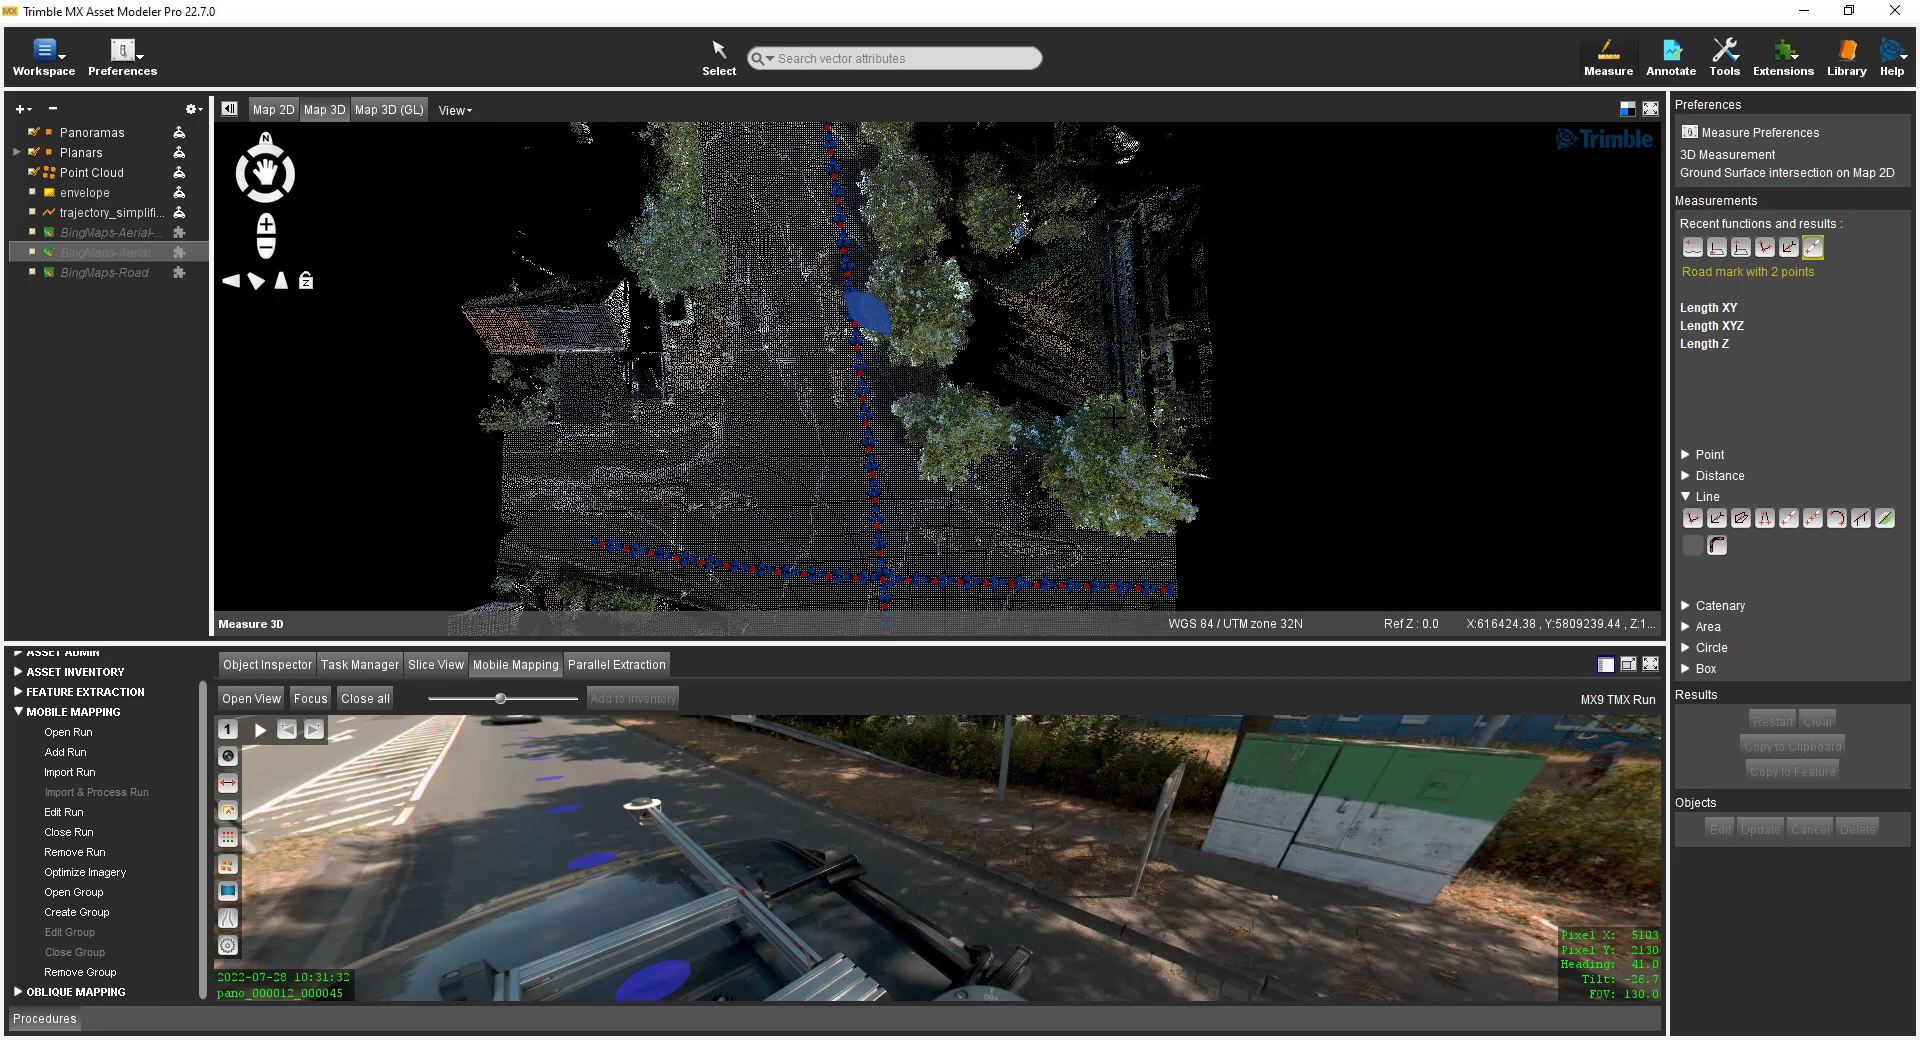 MX Trimble MX Asset Modeler Pro 22.7.0
Workspace
Preferences
Select
Search vector attributes
Measure
Annotate
Tools
Extensions
Library
Help
Panoramas
Planars
Point Cloud
envelope
trajectory_simplifi...
BingMaps-Aerial-...
BingMaps-Aerial
BingMaps-Road
Map 2D
Map 3D
Map 3D (GL)
View
N
Z
Trimble
Measure 3D
WGS 84 / UTM zone 32N
Ref Z : 0.0
X:616424.38 , Y:5809239.44 , Z:1...
Preferences
Measure Preferences
3D Measurement
Ground Surface intersection on Map 2D
Measurements
Recent functions and results :
Road mark with 2 points
Length XY
Length XYZ
Length Z
Point
Distance
Line
Catenary
Area
Circle
Box
Results
Restart
Clear
Copy to Clipboard
Copy to Feature
Objects
Edit
Update
Cancel
Delete
ASSET ADMIN
ASSET INVENTORY
FEATURE EXTRACTION
MOBILE MAPPING
Open Run
Add Run
Import Run
Import & Process Run
Edit Run
Close Run
Remove Run
Optimize Imagery
Open Group
Create Group
Edit Group
Close Group
Remove Group
OBLIQUE MAPPING
Procedures
Object Inspector
Task Manager
Slice View
Mobile Mapping
Parallel Extraction
Open View
Focus
Close all
Add to inventory
MX9 TMX Run
1
2022-07-28 10:31:32
pano_000012_000045
Pixel X: 5103
Pixel Y: 2130
Heading: 41.0
Tilt: -26.7
FOV: 130.0